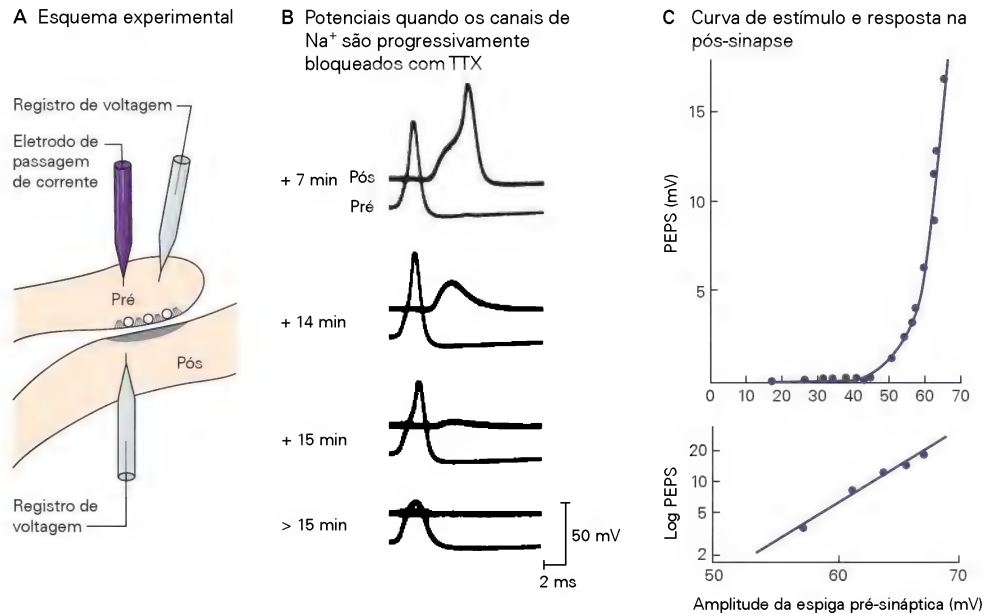 A Esquema experimental
Registro de voltagem
Eletrodo de
passagem
de corrente
Pré
Pós
Registro de
voltagem
B Potenciais quando os canais de
Na⁺ são progressivamente
bloqueados com TTX
+ 7 min
Pós
Pré
+ 14 min
+ 15 min
> 15 min
50 mV
2 ms
C Curva de estímulo e resposta na
pós-sinapse
PEPS (mV)
15
10
5
0 10 20 30 40 50 60 70
Log PEPS
20
10
5
2
50 60 70
Amplitude da espiga pré-sináptica (mV)